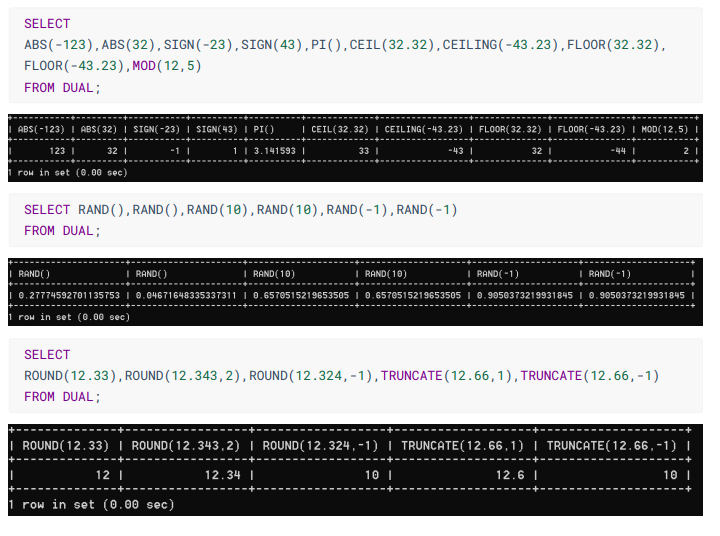 SELECT
ABS(-123),ABS(32),SIGN(-23),SIGN(43),PI(),CEIL(32.32),CEILING(-43.23),FLOOR(32.32),
FLOOR(-43.23),MOD(12,5)
FROM DUAL;
+-----------+---------+-----------+----------+----------+-------------+-----------------+--------------+---------------+-----------+
| ABS(-123) | ABS(32) | SIGN(-23) | SIGN(43) | PI() | CEIL(32.32) | CEILING(-43.23) | FLOOR(32.32) | FLOOR(-43.23) | MOD(12,5) |
| 123 | 32 | -1 | 1 | 3.141593 | 33 | -43 | 32 | -44 | 2 |
1 row in set (0.00 sec)
SELECT RAND(),RAND(),RAND(10),RAND(10),RAND(-1),RAND(-1)
FROM DUAL;
| RAND() | RAND() | RAND(10) | RAND(10) | RAND(-1) | RAND(-1) |
| 0.27774592701135753 | 0.04671648335337311 | 0.6570515219653505 | 0.6570515219653505 | 0.9050373219931845 | 0.9050373219931845 |
1 row in set (0.00 sec)
SELECT
ROUND(12.33),ROUND(12.343,2),ROUND(12.324,-1),TRUNCATE(12.66,1),TRUNCATE(12.66,-1)
FROM DUAL;
| ROUND(12.33) | ROUND(12.343,2) | ROUND(12.324,-1) | TRUNCATE(12.66,1) | TRUNCATE(12.66,-1) |
| 12 | 12.34 | 10 | 12.6 | 10 |
1 row in set (0.00 sec)